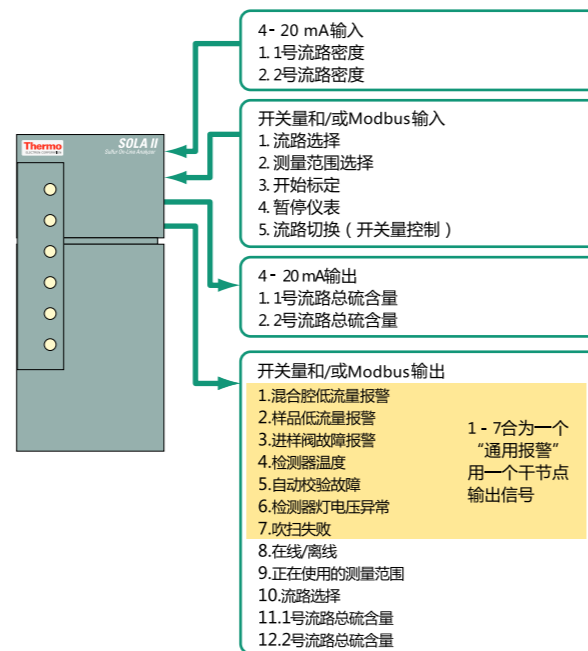 4- 20 mA输入
1. 1号流路密度
2. 2号流路密度
开关量和/或Modbus输入
1. 流路选择
2. 测量范围选择
3. 开始标定
4. 暂停仪表
5. 流路切换（开关量控制）
Thermo
ELECTRON CORPORATION
SOLA II
Sulfur On-Line Analyzer
4- 20 mA输出
1. 1号流路总硫含量
2. 2号流路总硫含量
开关量和/或Modbus输出
1.混合腔低流量报警
2.样品低流量报警
3.进样阀故障报警
4.检测器温度
5.自动校验故障
6.检测器灯电压异常
7.吹扫失败
1 - 7合为一个
“通用报警”
用一个干节点
输出信号
8.在线/离线
9.正在使用的测量范围
10.流路选择
11.1号流路总硫含量
12.2号流路总硫含量